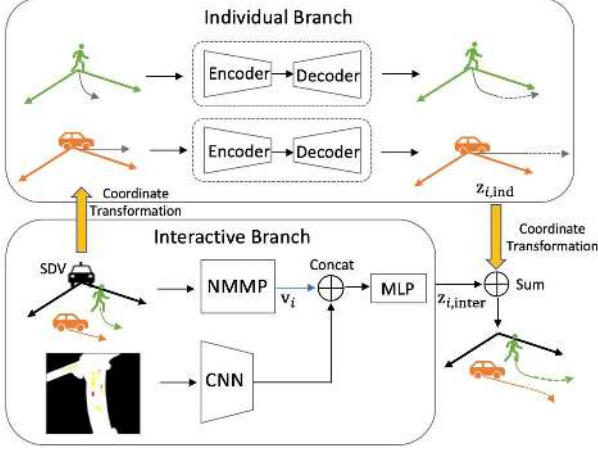 Individual Branch
Encoder
Decoder
Encoder
Decoder
z_{i,ind}
Coordinate
Transformation
Coordinate
Transformation
Interactive Branch
SDV
NMMP
v_i
Concat
MLP
z_{i,inter}
Sum
CNN